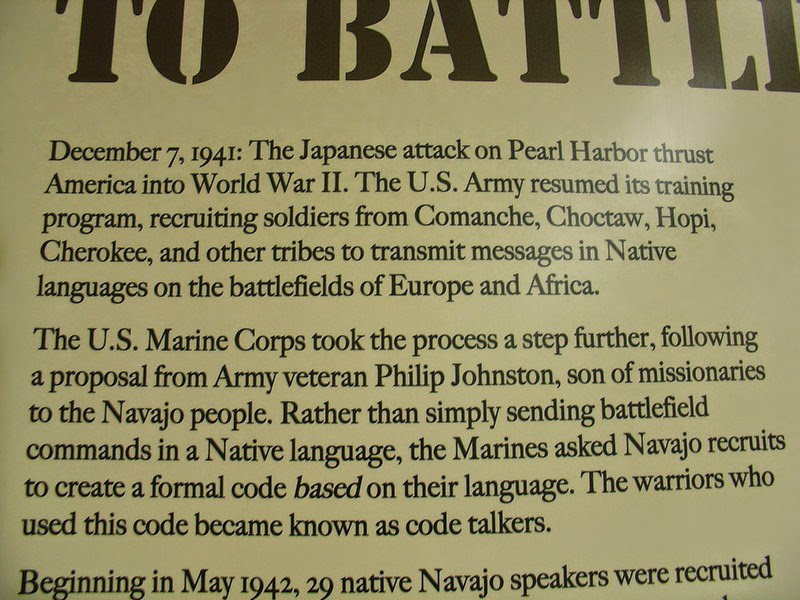 TO BATTL
December 7, 1941: The Japanese attack on Pearl Harbor thrust
America into World War II. The U.S. Army resumed its training
program, recruiting soldiers from Comanche, Choctaw, Hopi,
Cherokee, and other tribes to transmit messages in Native
languages on the battlefields of Europe and Africa.
The U.S. Marine Corps took the process a step further, following
a proposal from Army veteran Philip Johnston, son of missionaries
to the Navajo people. Rather than simply sending battlefield
commands in a Native language, the Marines asked Navajo recruits
to create a formal code based on their language. The warriors who
used this code became known as code talkers.
Beginning in May 1942, 29 native Navajo speakers were recruited